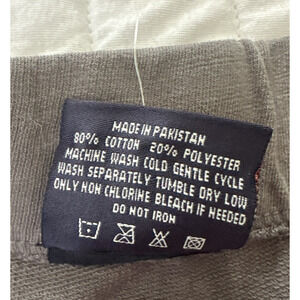 MADE IN PAKISTAN
80% COTTON 20% POLYESTER
MACHINE WASH COLD GENTLE CYCLE
WASH SEPARATELY TUMBLE DRY LOW
ONLY NON CHLORINE BLEACH IF NEEDED
DO NOT IRON